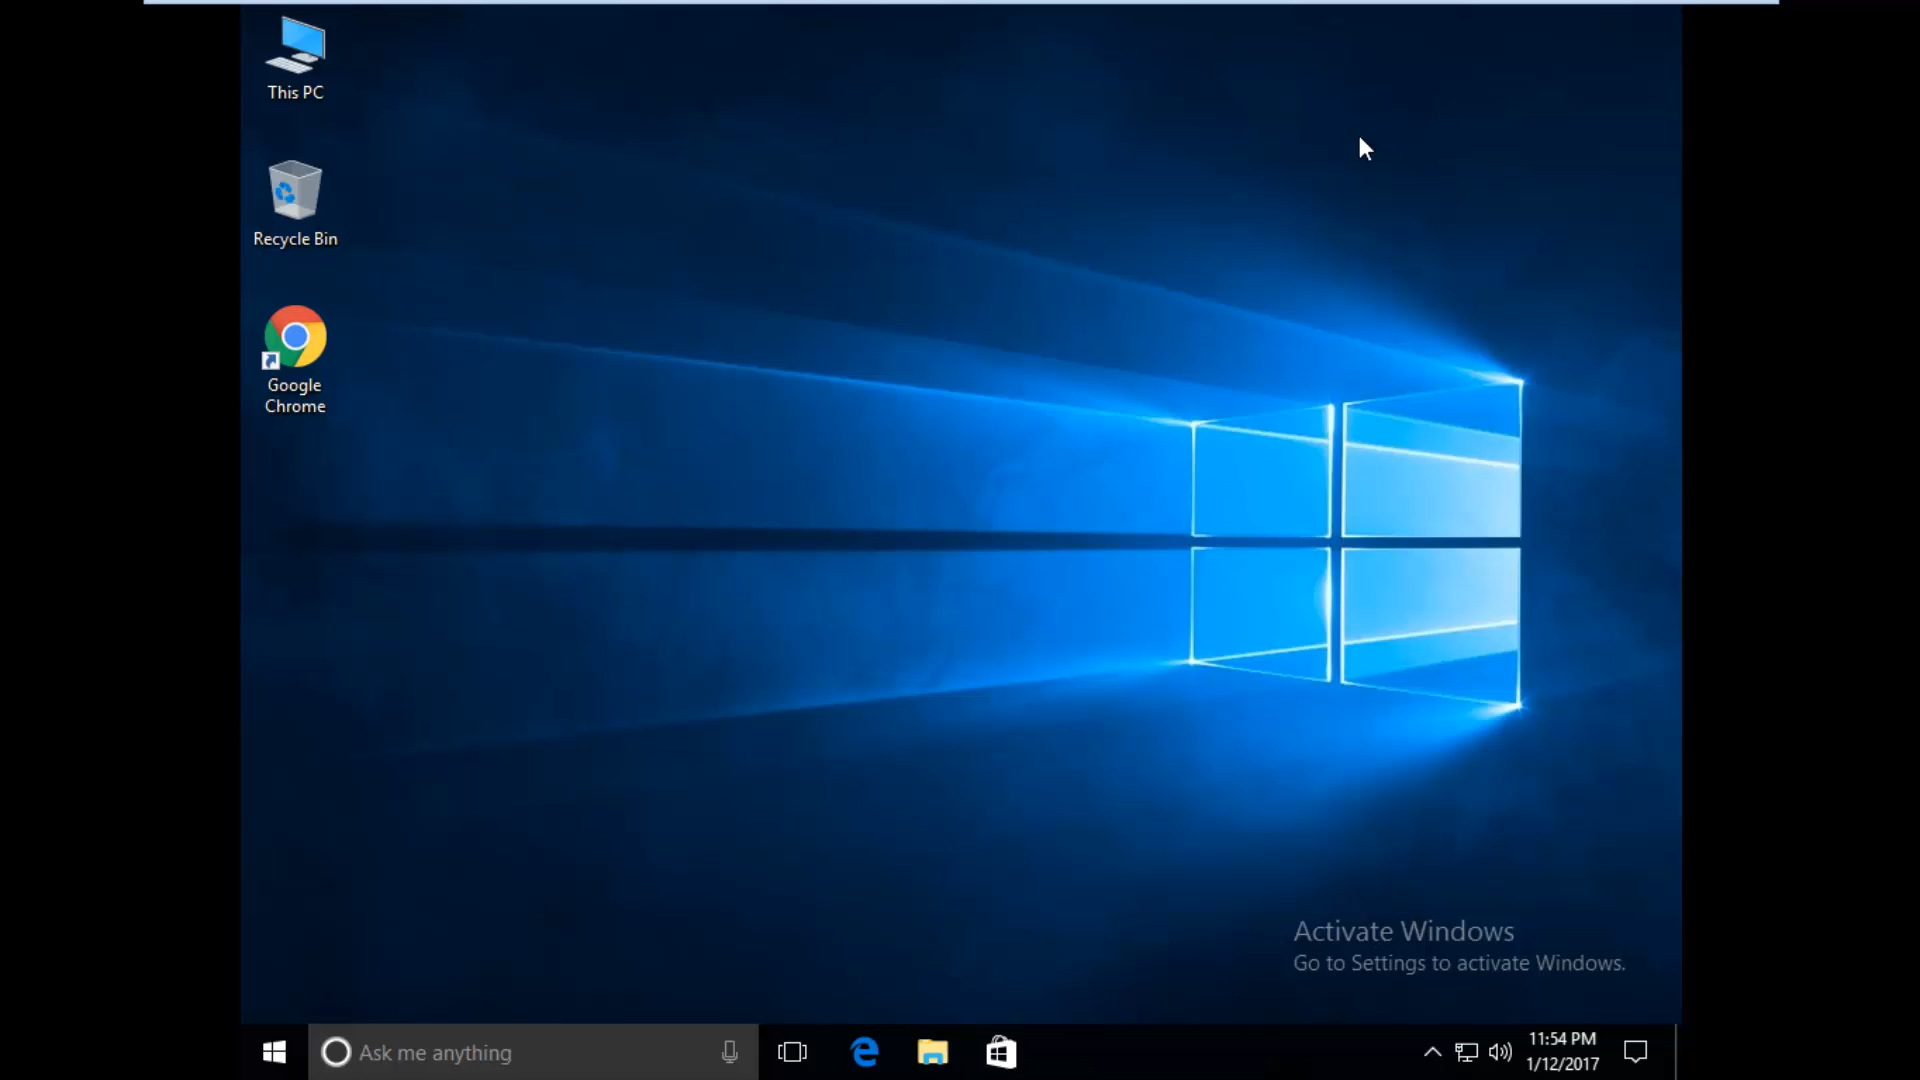 This PC
Recycle Bin
Google
Chrome
Activate Windows
Go to Settings to activate Windows.
Ask me anything
11:54 PM
1/12/2017